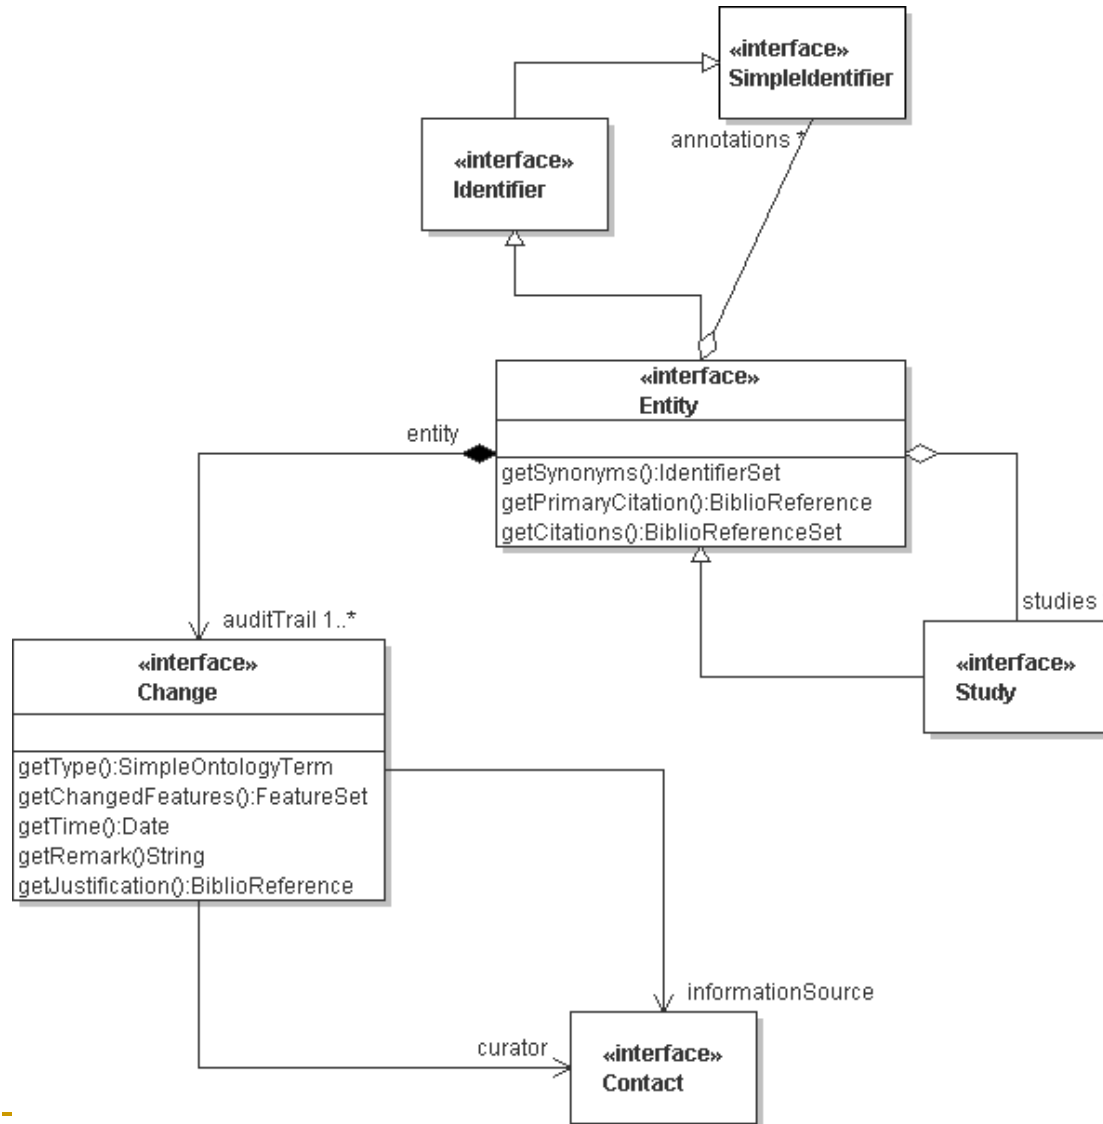 «interface»
SimpleIdentifier
annotations *
«interface»
Identifier
«interface»
Entity
entity
getSynonyms():IdentifierSet
getPrimaryCitation():BiblioReference
getCitations():BiblioReferenceSet
studies
auditTrail 1..*
«interface»
Change
«interface»
Study
getType():SimpleOntologyTerm
getChangedFeatures():FeatureSet
getTime():Date
getRemark()String
getJustification():BiblioReference
informationSource
curator
«interface»
Contact